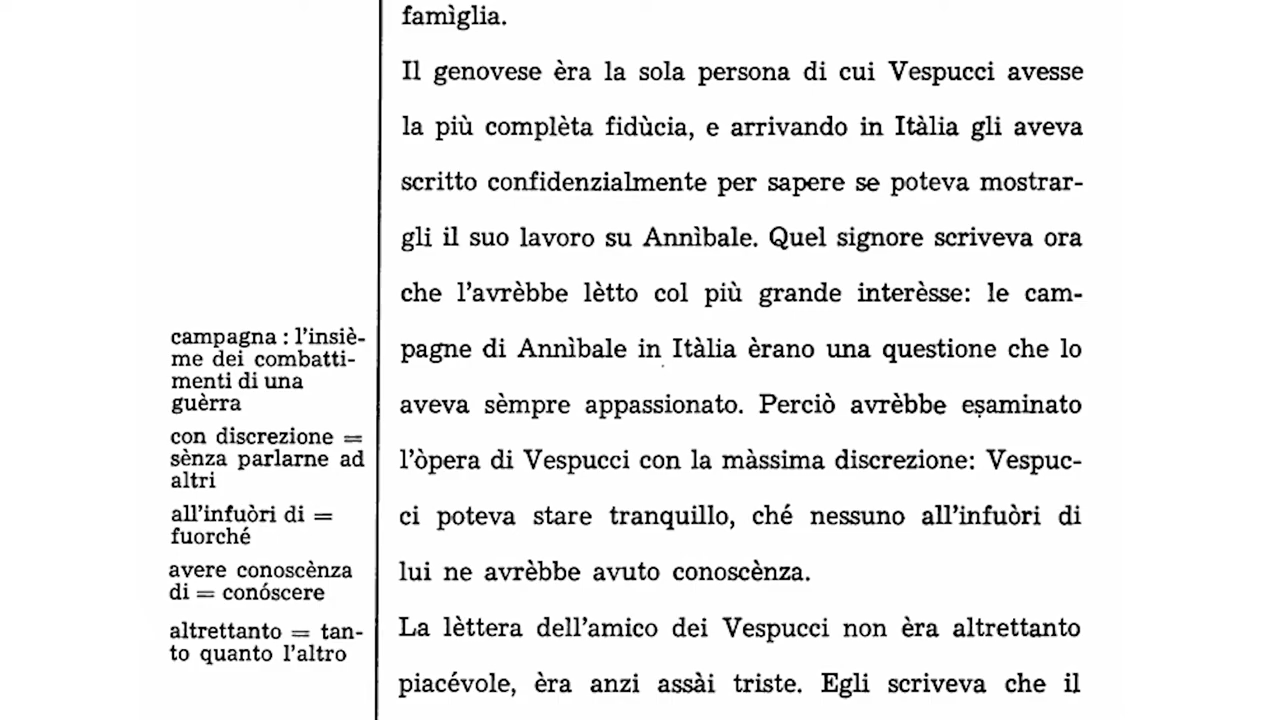 famìglia.
Il genovese èra la sola persona di cui Vespucci avesse
la più complèta fidùcia, e arrivando in Itàlia gli aveva
scritto confidenzialmente per sapere se poteva mostrar-
gli il suo lavoro su Annìbale. Quel signore scriveva ora
che l'avrèbbe lètto col più grande interèsse: le cam-
pagne di Annìbale in Itàlia èrano una questione che lo
aveva sèmpre appassionato. Perciò avrèbbe eșaminato
l'òpera di Vespucci con la màssima discrezione: Vespuc-
ci poteva stare tranquillo, ché nessuno all'infuòri di
lui ne avrèbbe avuto conoscènza.
La lèttera dell'amico dei Vespucci non èra altrettanto
piacévole, èra anzi assài triste. Egli scriveva che il
campagna : l'insiè-
me dei combatti-
menti di una
guèrra
con discrezione =
sènza parlarne ad
altri
all'infuòri di =
fuorché
avere conoscènza
di = conóscere
altrettanto = tan-
to quanto l'altro